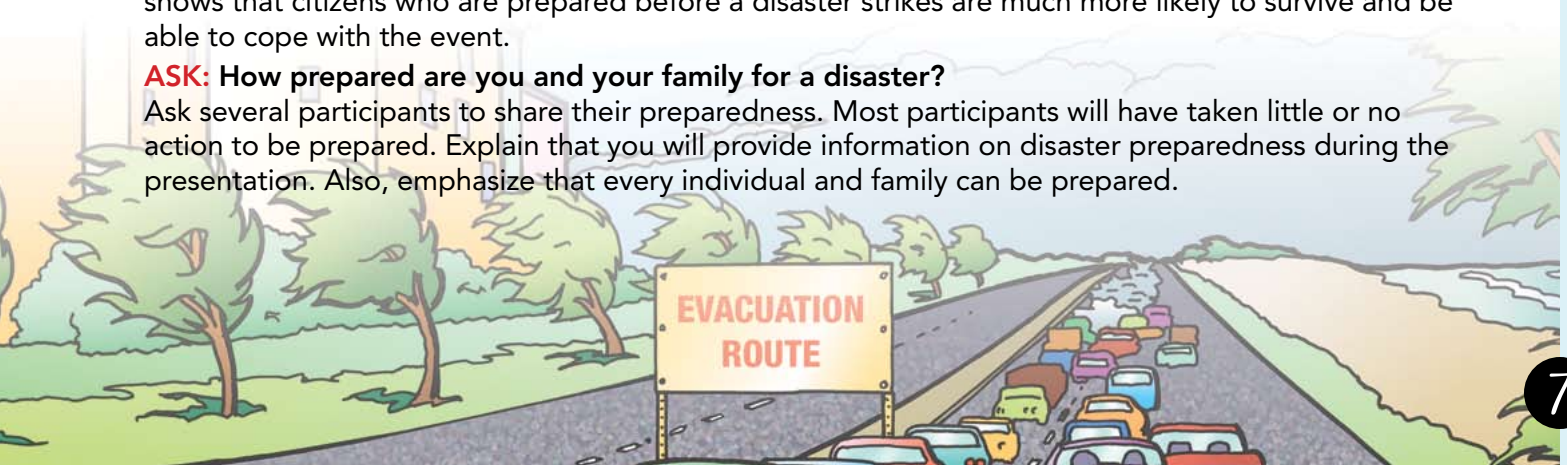 shows that citizens who are prepared before a disaster strikes are much more likely to survive and be
able to cope with the event.
ASK: How prepared are you and your family for a disaster?
Ask several participants to share their preparedness. Most participants will have taken little or no
action to be prepared. Explain that you will provide information on disaster preparedness during the
presentation. Also, emphasize that every individual and family can be prepared.
EVACUATION
ROUTE
7